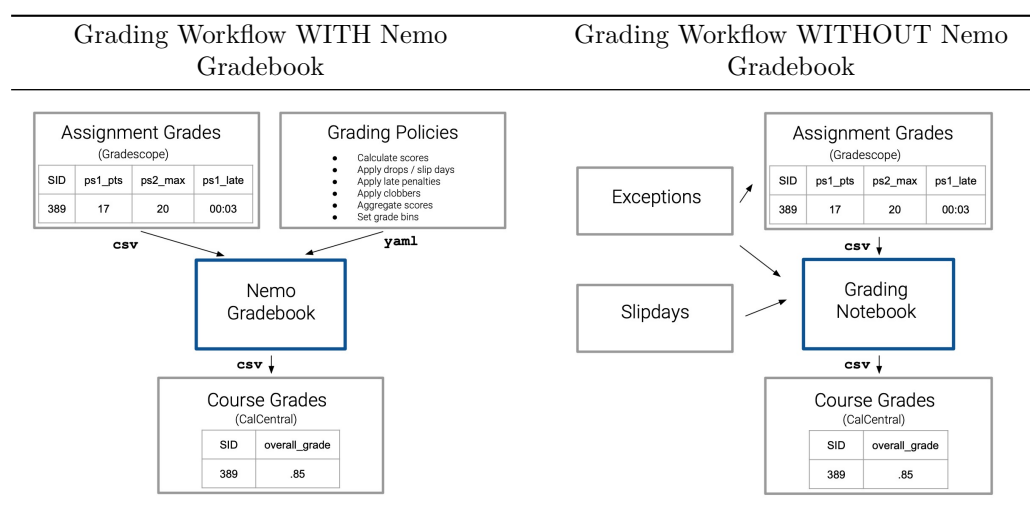 Grading Workflow WITH Nemo
Gradebook
Grading Workflow WITHOUT Nemo
Gradebook
Assignment Grades
(Gradescope)
SID ps1_pts ps2_max ps1_late
389 17 20 00:03
Grading Policies
● Calculate scores
● Apply drops / slip days
● Apply late penalties
● Apply clobbers
● Aggregate scores
● Set grade bins
csv
yaml
Nemo
Gradebook
csv
Course Grades
(CalCentral)
SID overall_grade
389 .85
Exceptions
Slipdays
Assignment Grades
(Gradescope)
SID ps1_pts ps2_max ps1_late
389 17 20 00:03
csv
Grading
Notebook
csv
Course Grades
(CalCentral)
SID overall_grade
389 .85